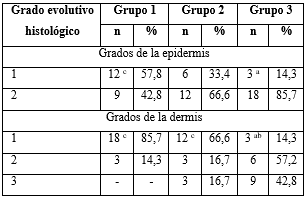 Grado evolutivo histológico Grupo 1 Grupo 2 Grupo 3
n % n % n %
Grados de la epidermis
1 12 c 57,8 6 33,4 3 a 14,3
2 9 42,8 12 66,6 18 85,7
Grados de la dermis
1 18 c 85,7 12 c 66,6 3 ab 14,3
2 3 14,3 3 16,7 6 57,2
3 - - 3 16,7 9 42,8